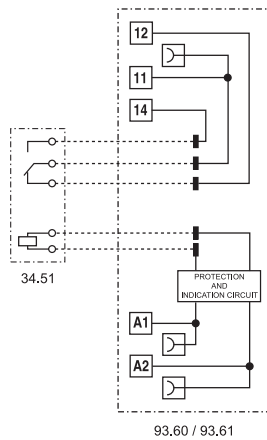 12
11
14
34.51
PROTECTION
AND
INDICATION CIRCUIT
A1
A2
93.60 / 93.61